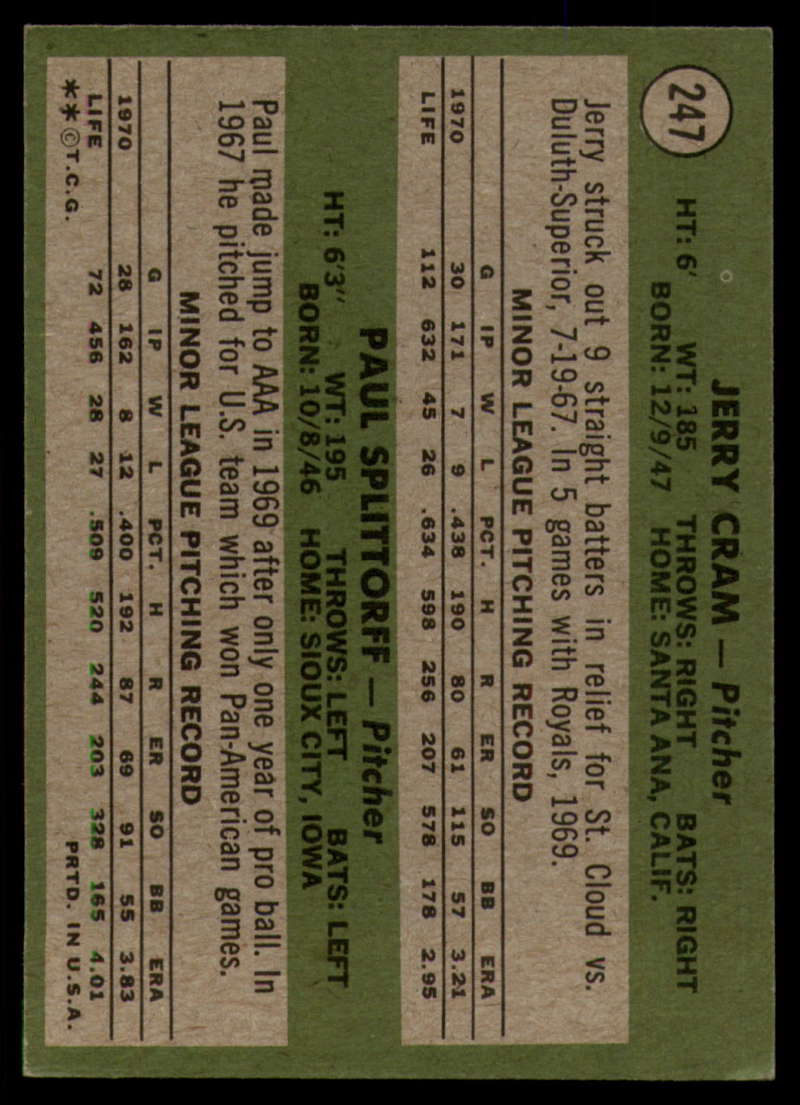 247
JERRY CRAM — Pitcher
HT: 6' WT: 185 THROWS: RIGHT BATS: RIGHT
BORN: 12/9/47 HOME: SANTA ANA, CALIF.
Jerry struck out 9 straight batters in relief for St. Cloud vs.
Duluth-Superior, 7-19-67. In 5 games with Royals, 1969.
MINOR LEAGUE PITCHING RECORD
G IP W L PCT. H R ER SO BB ERA
1970 30 171 7 9 .438 190 80 61 115 57 3.21
LIFE 112 632 45 26 .634 598 256 207 578 178 2.95
PAUL SPLITTORFF — Pitcher
HT: 6'3" WT: 195 THROWS: LEFT BATS: LEFT
BORN: 10/8/46 HOME: SIOUX CITY, IOWA
Paul made jump to AAA in 1969 after only one year of pro ball. In
1967 he pitched for U.S. team which won Pan-American games.
MINOR LEAGUE PITCHING RECORD
G IP W L PCT. H R ER SO BB ERA
1970 28 162 8 12 .400 192 87 69 91 55 3.83
LIFE 72 456 28 27 .509 520 244 203 328 165 4.01
**©T.C.G. PRTD. IN U.S.A.